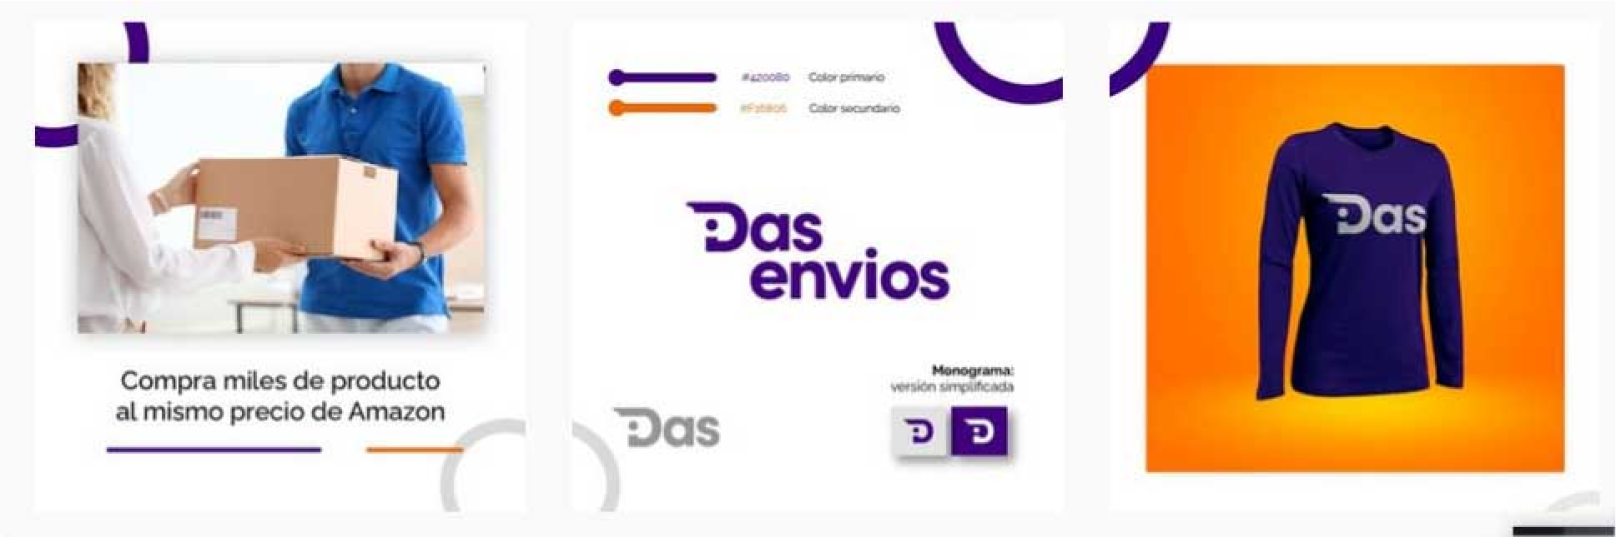 Compra miles de producto
al mismo precio de Amazon
#420080 Color primario
Color secundario
Das
envios
Monograma:
versión simplificada
Das
D D
Das